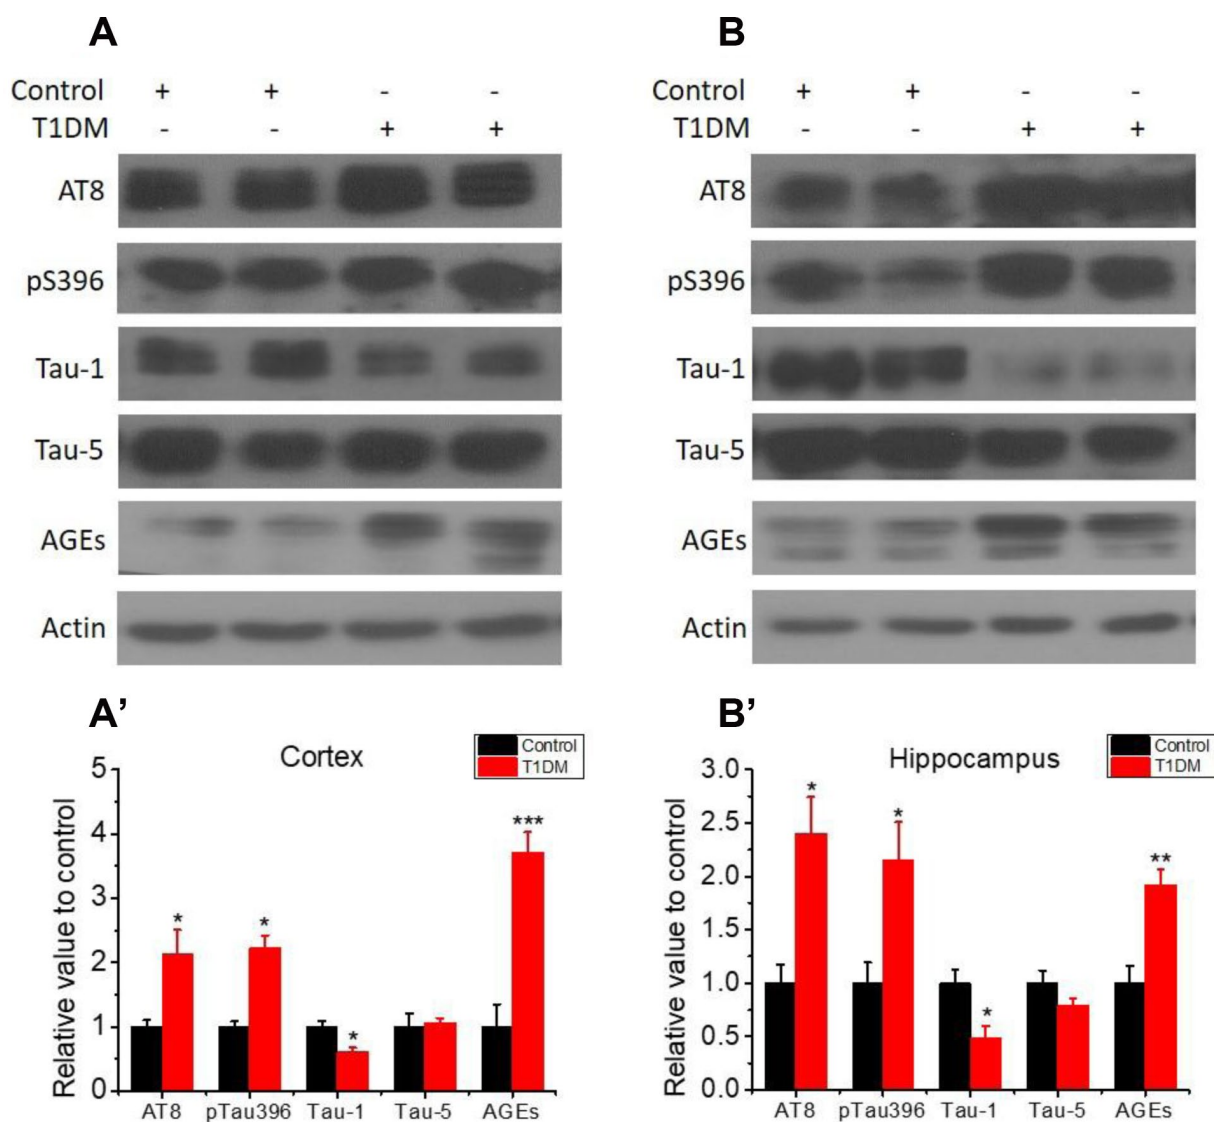 A
Control + + - -
T1DM - - + +
AT8
pS396
Tau-1
Tau-5
AGEs
Actin
B
Control + + - -
T1DM - - + +
AT8
pS396
Tau-1
Tau-5
AGEs
Actin
A’
Cortex
Control
T1DM
Relative value to control
5
4
3
2
1
0
* * * ***
AT8 pTau396 Tau-1 Tau-5 AGEs
B’
Hippocampus
Control
T1DM
Relative value to control
3.0
2.5
2.0
1.5
1.0
0.5
0.0
* * * **
AT8 pTau396 Tau-1 Tau-5 AGEs